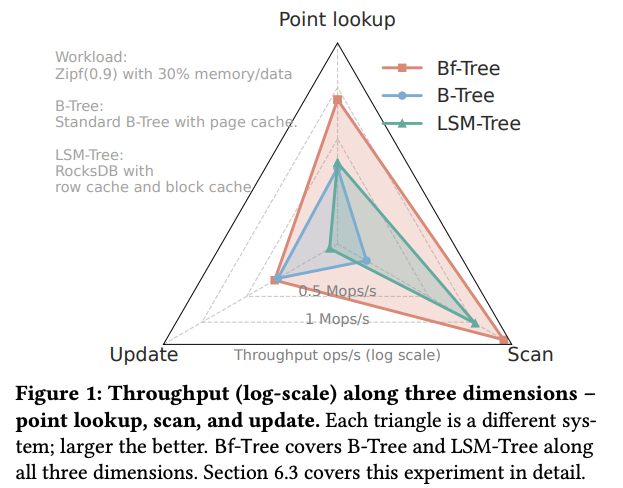 Point lookup
Workload:
Zipf(0.9) with 30% memory/data
B-Tree:
Standard B-Tree with page cache.
LSM-Tree:
RocksDB with
row cache and block cache
Bf-Tree
B-Tree
LSM-Tree
0.5 Mops/s
1 Mops/s
Update
Throughput ops/s (log scale)
Scan
Figure 1: Throughput (log-scale) along three dimensions –
point lookup, scan, and update. Each triangle is a different sys-
tem; larger the better. Bf-Tree covers B-Tree and LSM-Tree along
all three dimensions. Section 6.3 covers this experiment in detail.